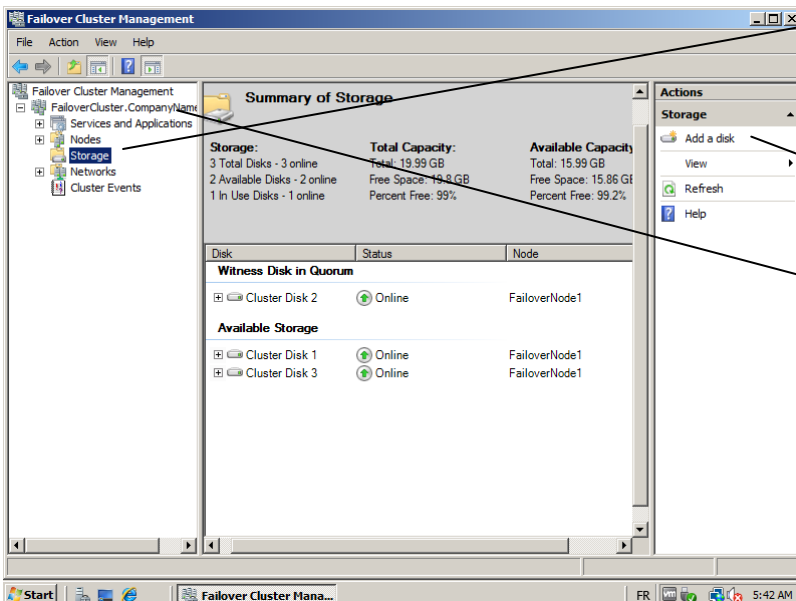 Failover Cluster Management
File Action View Help
Failover Cluster Management
FailoverCluster.CompanyName
Services and Applications
Nodes
Storage
Networks
Cluster Events
Summary of Storage
Storage:
3 Total Disks - 3 online
2 Available Disks - 2 online
1 In Use Disks - 1 online
Total Capacity:
Total: 19.99 GB
Free Space: 19.8 GB
Percent Free: 99%
Available Capacity
Total: 15.99 GB
Free Space: 15.86 GB
Percent Free: 99.2%
Disk Status Node
Witness Disk in Quorum
Cluster Disk 2 Online FailoverNode1
Available Storage
Cluster Disk 1 Online FailoverNode1
Cluster Disk 3 Online FailoverNode1
Actions
Storage
Add a disk
View
Refresh
Help
Start Failover Cluster Mana... FR 5:42 AM